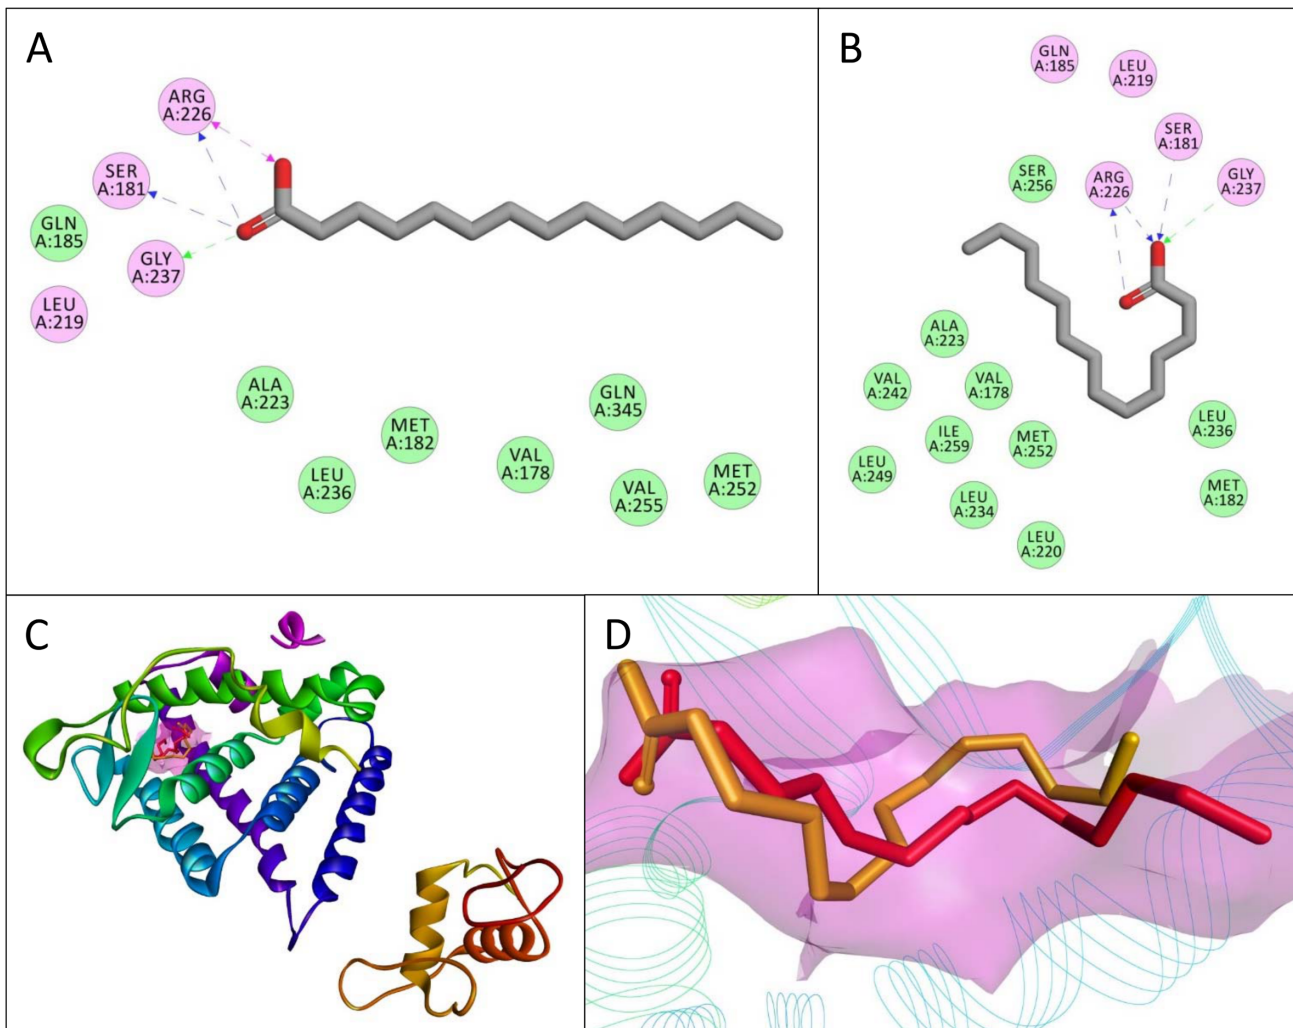 A
ARG
A:226
SER
A:181
GLN
A:185
GLY
A:237
LEU
A:219
ALA
A:223
MET
A:182
GLN
A:345
LEU
A:236
VAL
A:178
VAL
A:255
MET
A:252
B
GLN
A:185
LEU
A:219
SER
A:181
SER
A:256
ARG
A:226
GLY
A:237
ALA
A:223
VAL
A:242
VAL
A:178
ILE
A:259
MET
A:252
LEU
A:236
LEU
A:249
LEU
A:234
MET
A:182
LEU
A:220
C
D